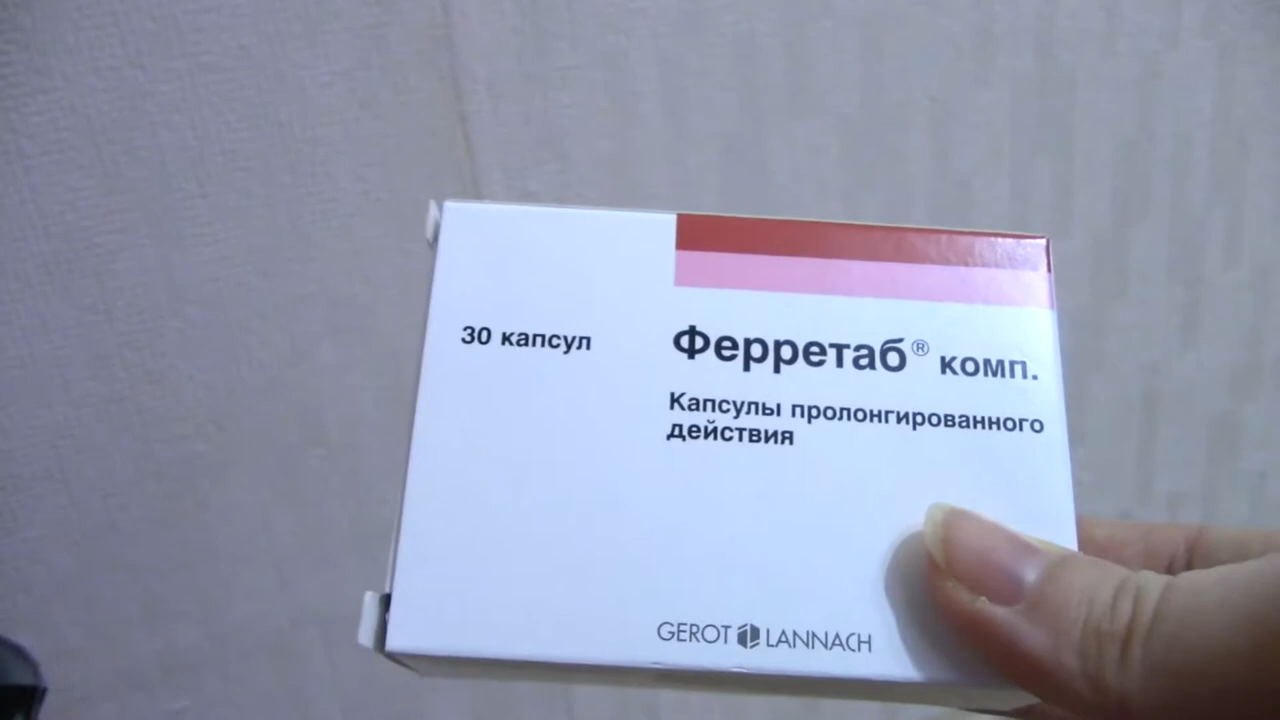 30 капсул
Ферретаб® комп.
Капсулы пролонгированного
действия
GEROT LANNACH